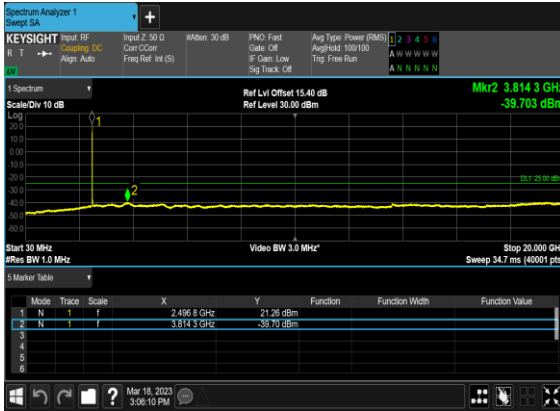 Spectrum Analyzer 1
Swept SA
+
KEYSIGHT Input: RF Input Z: 50 Ω #Atten: 30 dB PNO: Fast Avg Type: Power (RMS) 1 2 3 4 5 6
R T Coupling: DC Corr CCorr Gate: Off Avg|Hold: 100/100 A W W W W W
Align: Auto Freq Ref: Int (S) IF Gain: Low Trig: Free Run
Sig Track: Off A N N N N N
1 Spectrum
Ref Lvl Offset 15.40 dB Mkr2 3.814 3 GHz
Scale/Div 10 dB Ref Level 30.00 dBm -39.703 dBm
Log
20.0
1
10.0
0.00
-10.0
-20.0
DL1 -25.00 dBm
-30.0
2
-40.0
-50.0
-60.0
Start 30 MHz Video BW 3.0 MHz* Stop 20.000 GH
#Res BW 1.0 MHz Sweep 34.7 ms (40001 pts
5 Marker Table
Mode Trace Scale X Y Function Function Width Function Value
1 N 1 f 2.496 8 GHz 21.26 dBm
2 N 1 f 3.814 3 GHz -39.70 dBm
3
4
5
6
? Mar 18, 2023
3:06:10 PM